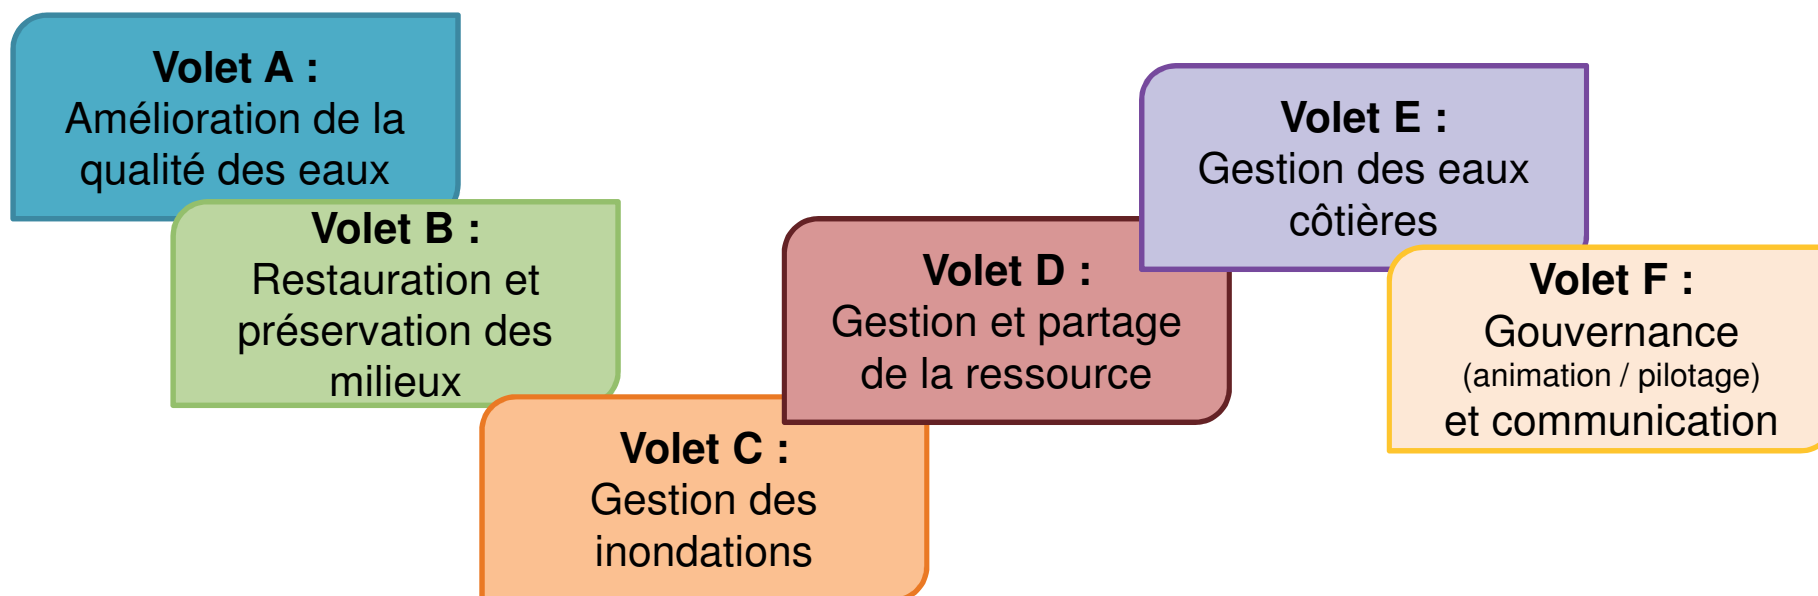 Volet A :
Amélioration de la
qualité des eaux
Volet B :
Restauration et
préservation des
milieux
Volet C :
Gestion des
inondations
Volet D :
Gestion et partage
de la ressource
Volet E :
Gestion des eaux
côtières
Volet F :
Gouvernance
(animation / pilotage)
et communication